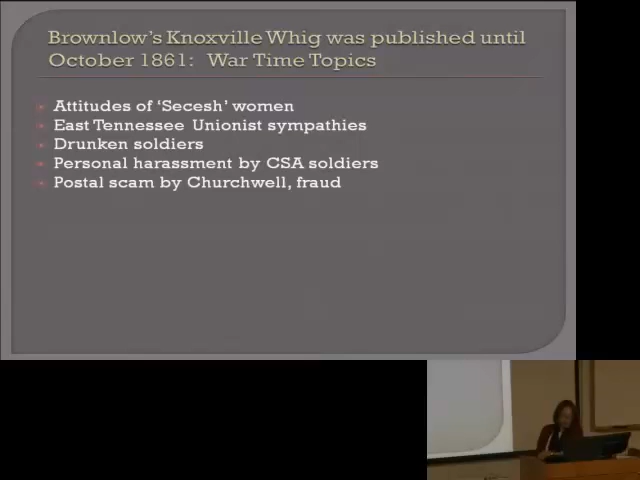 Brownlow's Knoxville Whig was published until
October 1861: War Time Topics
Attitudes of 'Secesh' women
East Tennessee Unionist sympathies
Drunken soldiers
Personal harassment by CSA soldiers
Postal scam by Churchwell, fraud